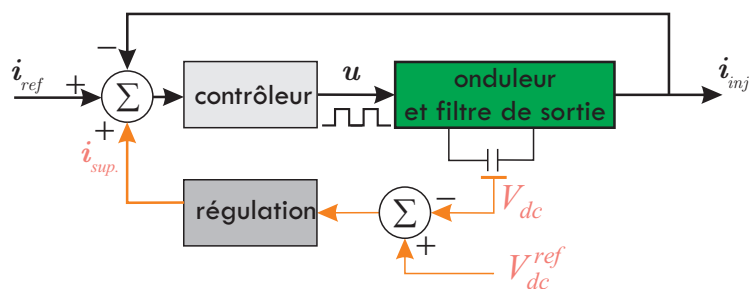 −
i_ref
+
Σ
+
contrôleur
u
onduleur
et filtre de sortie
i_inj
i_sup.
régulation
Σ
−
+
V_dc
V_dc^ref